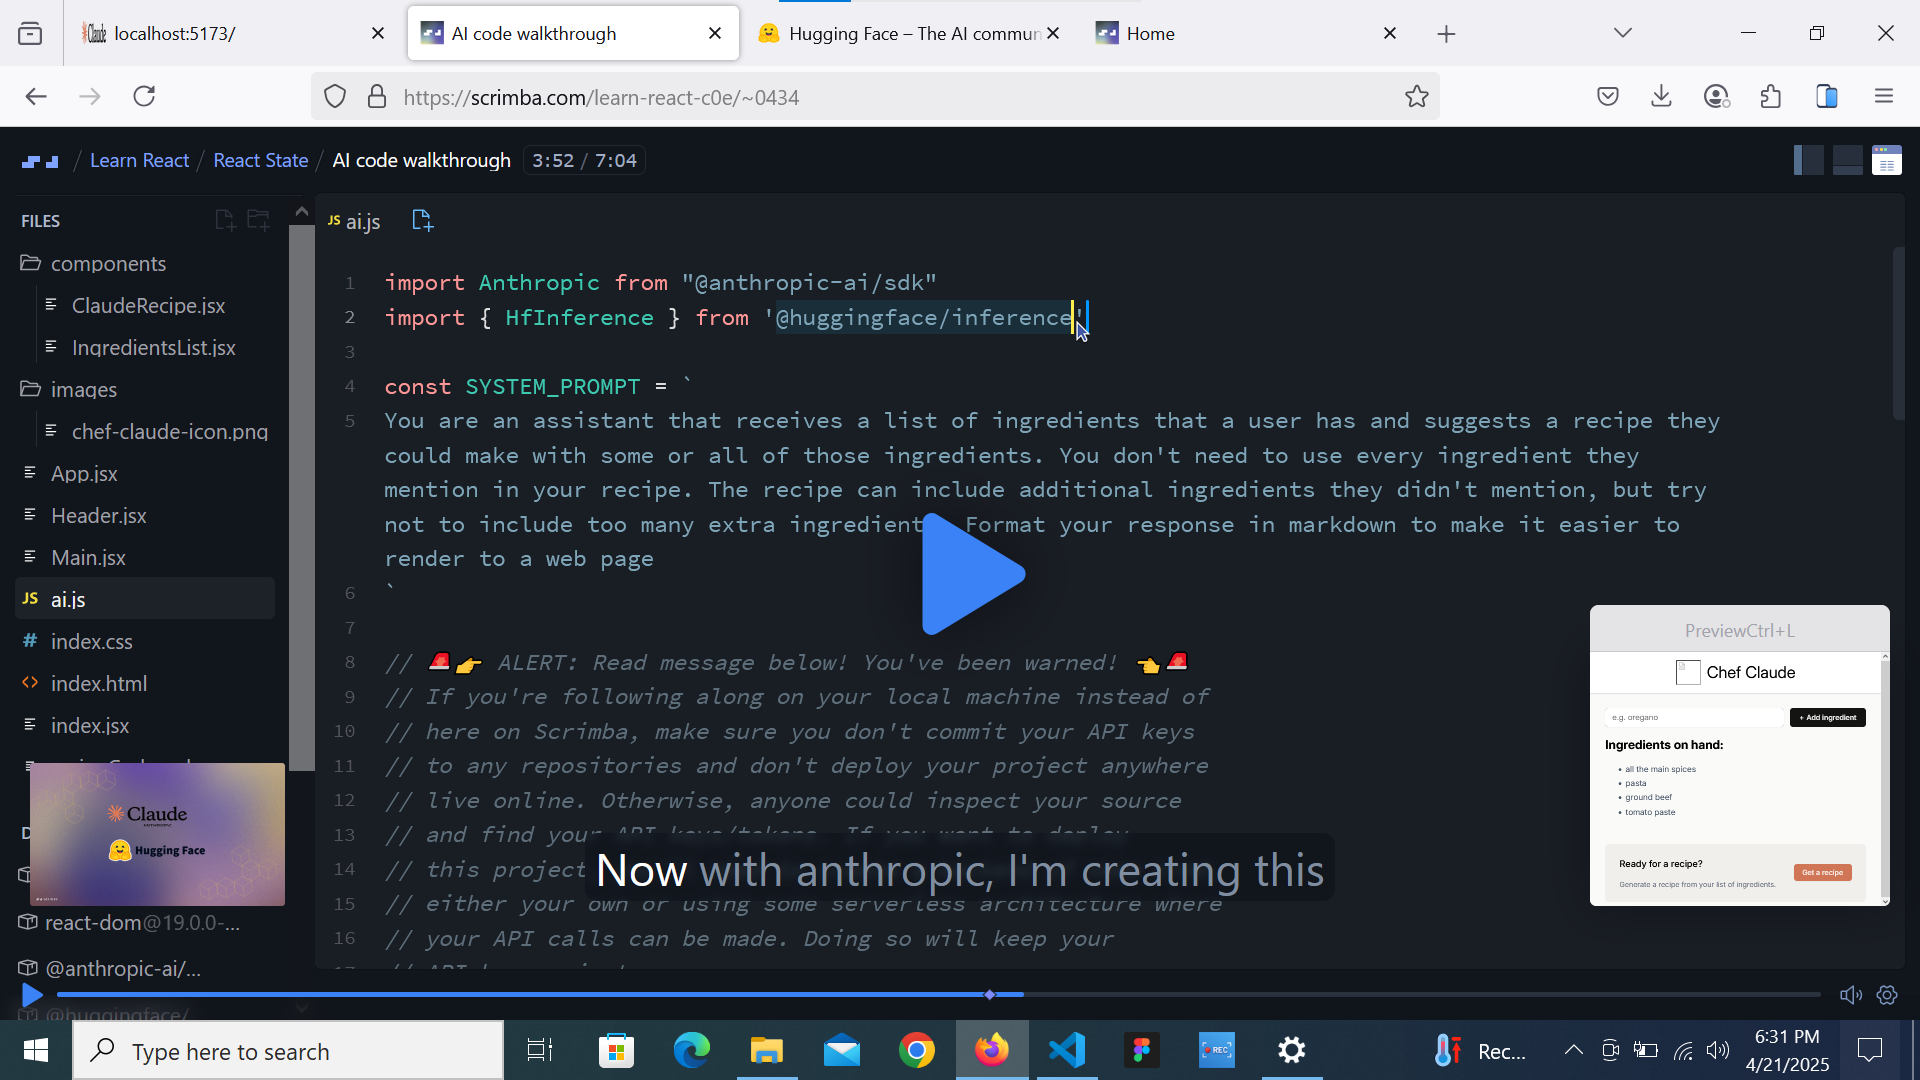 localhost:5173/
AI code walkthrough
Hugging Face – The AI commun
Home
https://scrimba.com/learn-react-c0e/~0434
/ Learn React / React State / AI code walkthrough 3:52 / 7:04
FILES
components
ClaudeRecipe.jsx
IngredientsList.jsx
images
chef-claude-icon.png
App.jsx
Header.jsx
Main.jsx
JS ai.js
# index.css
<> index.html
index.jsx
Claude
Hugging Face
react-dom@19.0.0-...
@anthropic-ai/...
@huggingface/
JS ai.js
1 import Anthropic from "@anthropic-ai/sdk"
2 import { HfInference } from '@huggingface/inference'
3
4 const SYSTEM_PROMPT = `
5 You are an assistant that receives a list of ingredients that a user has and suggests a recipe they
could make with some or all of those ingredients. You don't need to use every ingredient they
mention in your recipe. The recipe can include additional ingredients they didn't mention, but try
not to include too many extra ingredient Format your response in markdown to make it easier to
render to a web page
6 `
7
8 // 🚨👉 ALERT: Read message below! You've been warned! 👈🚨
9 // If you're following along on your local machine instead of
10 // here on Scrimba, make sure you don't commit your API keys
11 // to any repositories and don't deploy your project anywhere
12 // live online. Otherwise, anyone could inspect your source
13 // and find your API keys/tokens. If you want to deploy
14 // this project
15 // either your own or using some serverless architecture where
16 // your API calls can be made. Doing so will keep your
Now with anthropic, I'm creating this
PreviewCtrl+L
Chef Claude
e.g. oregano
+ Add ingredient
Ingredients on hand:
• all the main spices
• pasta
• ground beef
• tomato paste
Ready for a recipe?
Generate a recipe from your list of ingredients.
Get a recipe
Type here to search
REC
Rec...
6:31 PM
4/21/2025